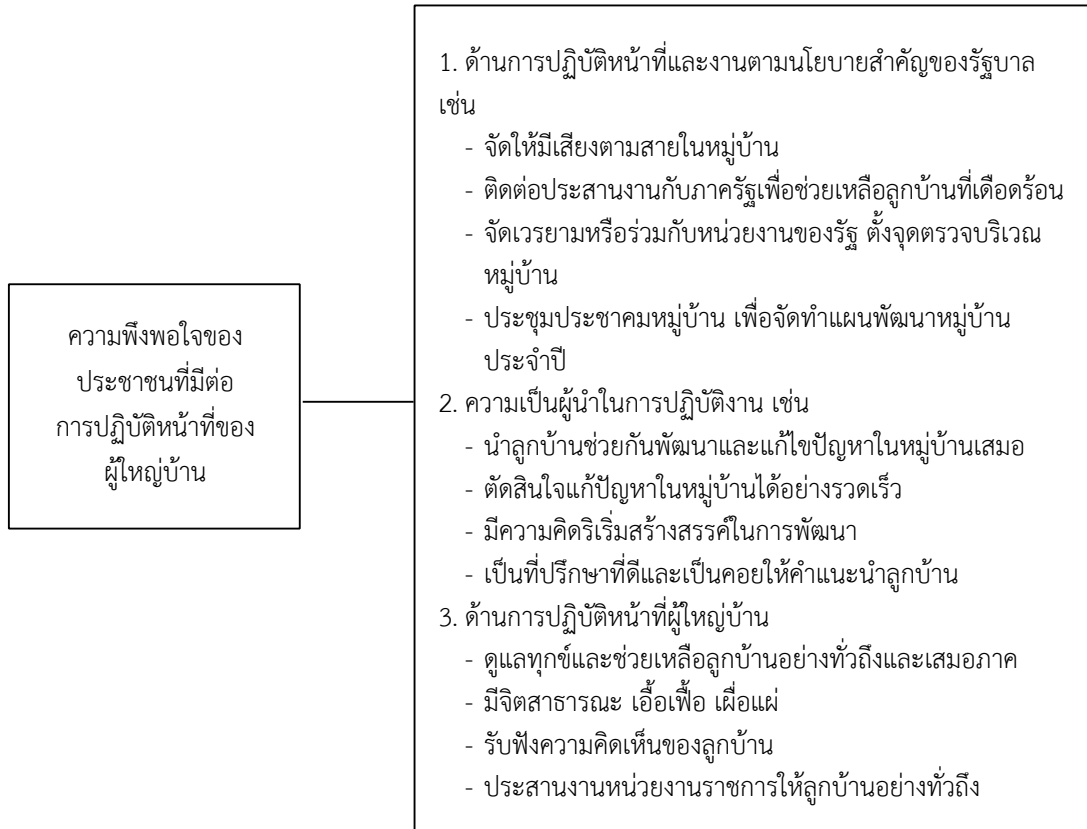 ความพึงพอใจของ
ประชาชนที่มีต่อ
การปฏิบัติหน้าที่ของ
ผู้ใหญ่บ้าน
1. ด้านการปฏิบัติหน้าที่และงานตามนโยบายสำคัญของรัฐบาล
เช่น
- จัดให้มีเสียงตามสายในหมู่บ้าน
- ติดต่อประสานงานกับภาครัฐเพื่อช่วยเหลือลูกบ้านที่เดือดร้อน
- จัดเวรยามหรือร่วมกับหน่วยงานของรัฐ ตั้งจุดตรวจบริเวณ
หมู่บ้าน
- ประชุมประชาคมหมู่บ้าน เพื่อจัดทำแผนพัฒนาหมู่บ้าน
ประจำปี
2. ความเป็นผู้นำในการปฏิบัติงาน เช่น
- นำลูกบ้านช่วยกันพัฒนาและแก้ไขปัญหาในหมู่บ้านเสมอ
- ตัดสินใจแก้ปัญหาในหมู่บ้านได้อย่างรวดเร็ว
- มีความคิดริเริ่มสร้างสรรค์ในการพัฒนา
- เป็นที่ปรึกษาที่ดีและเป็นคอยให้คำแนะนำลูกบ้าน
3. ด้านการปฏิบัติหน้าที่ผู้ใหญ่บ้าน
- ดูแลทุกข์และช่วยเหลือลูกบ้านอย่างทั่วถึงและเสมอภาค
- มีจิตสาธารณะ เอื้อเฟื้อ เผื่อแผ่
- รับฟังความคิดเห็นของลูกบ้าน
- ประสานงานหน่วยงานราชการให้ลูกบ้านอย่างทั่วถึง